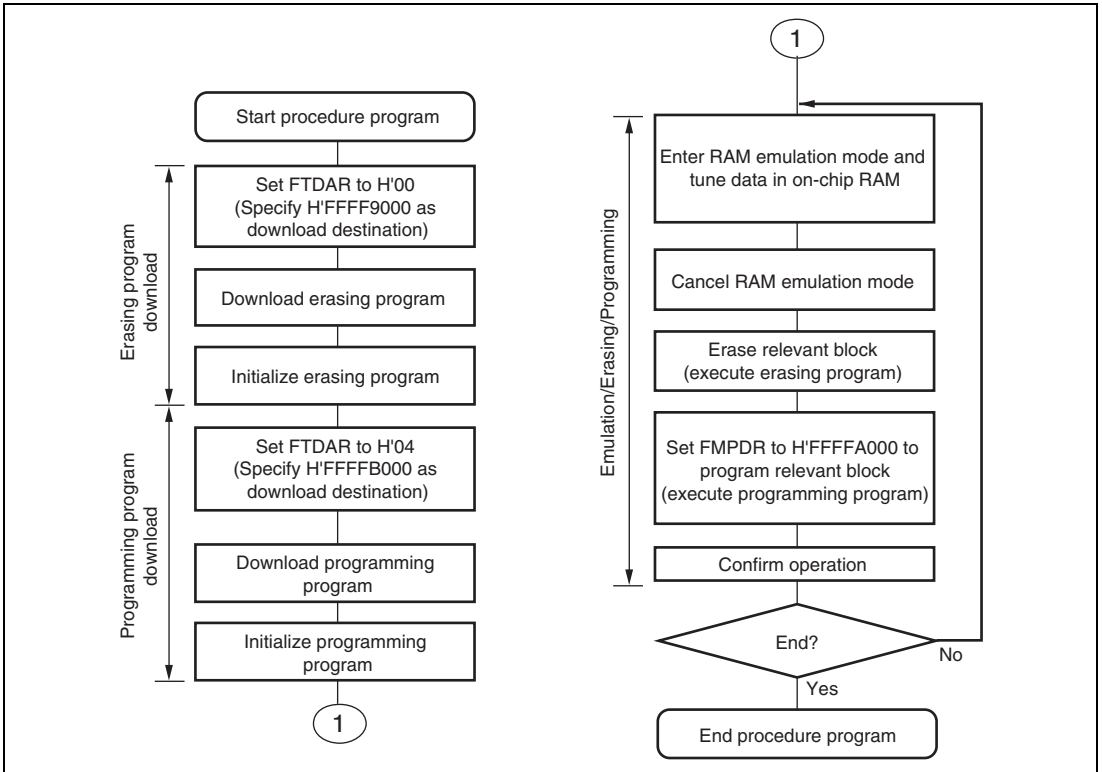 Start procedure program
Erasing program
download
Set FTDAR to H'00
(Specify H'FFFF9000 as
download destination)
Download erasing program
Initialize erasing program
Programming program
download
Set FTDAR to H'04
(Specify H'FFFFB000 as
download destination)
Download programming
program
Initialize programming
program
1
1
Emulation/Erasing/Programming
Enter RAM emulation mode and
tune data in on-chip RAM
Cancel RAM emulation mode
Erase relevant block
(execute erasing program)
Set FMPDR to H'FFFFA000 to
program relevant block
(execute programming program)
Confirm operation
End?
No
Yes
End procedure program